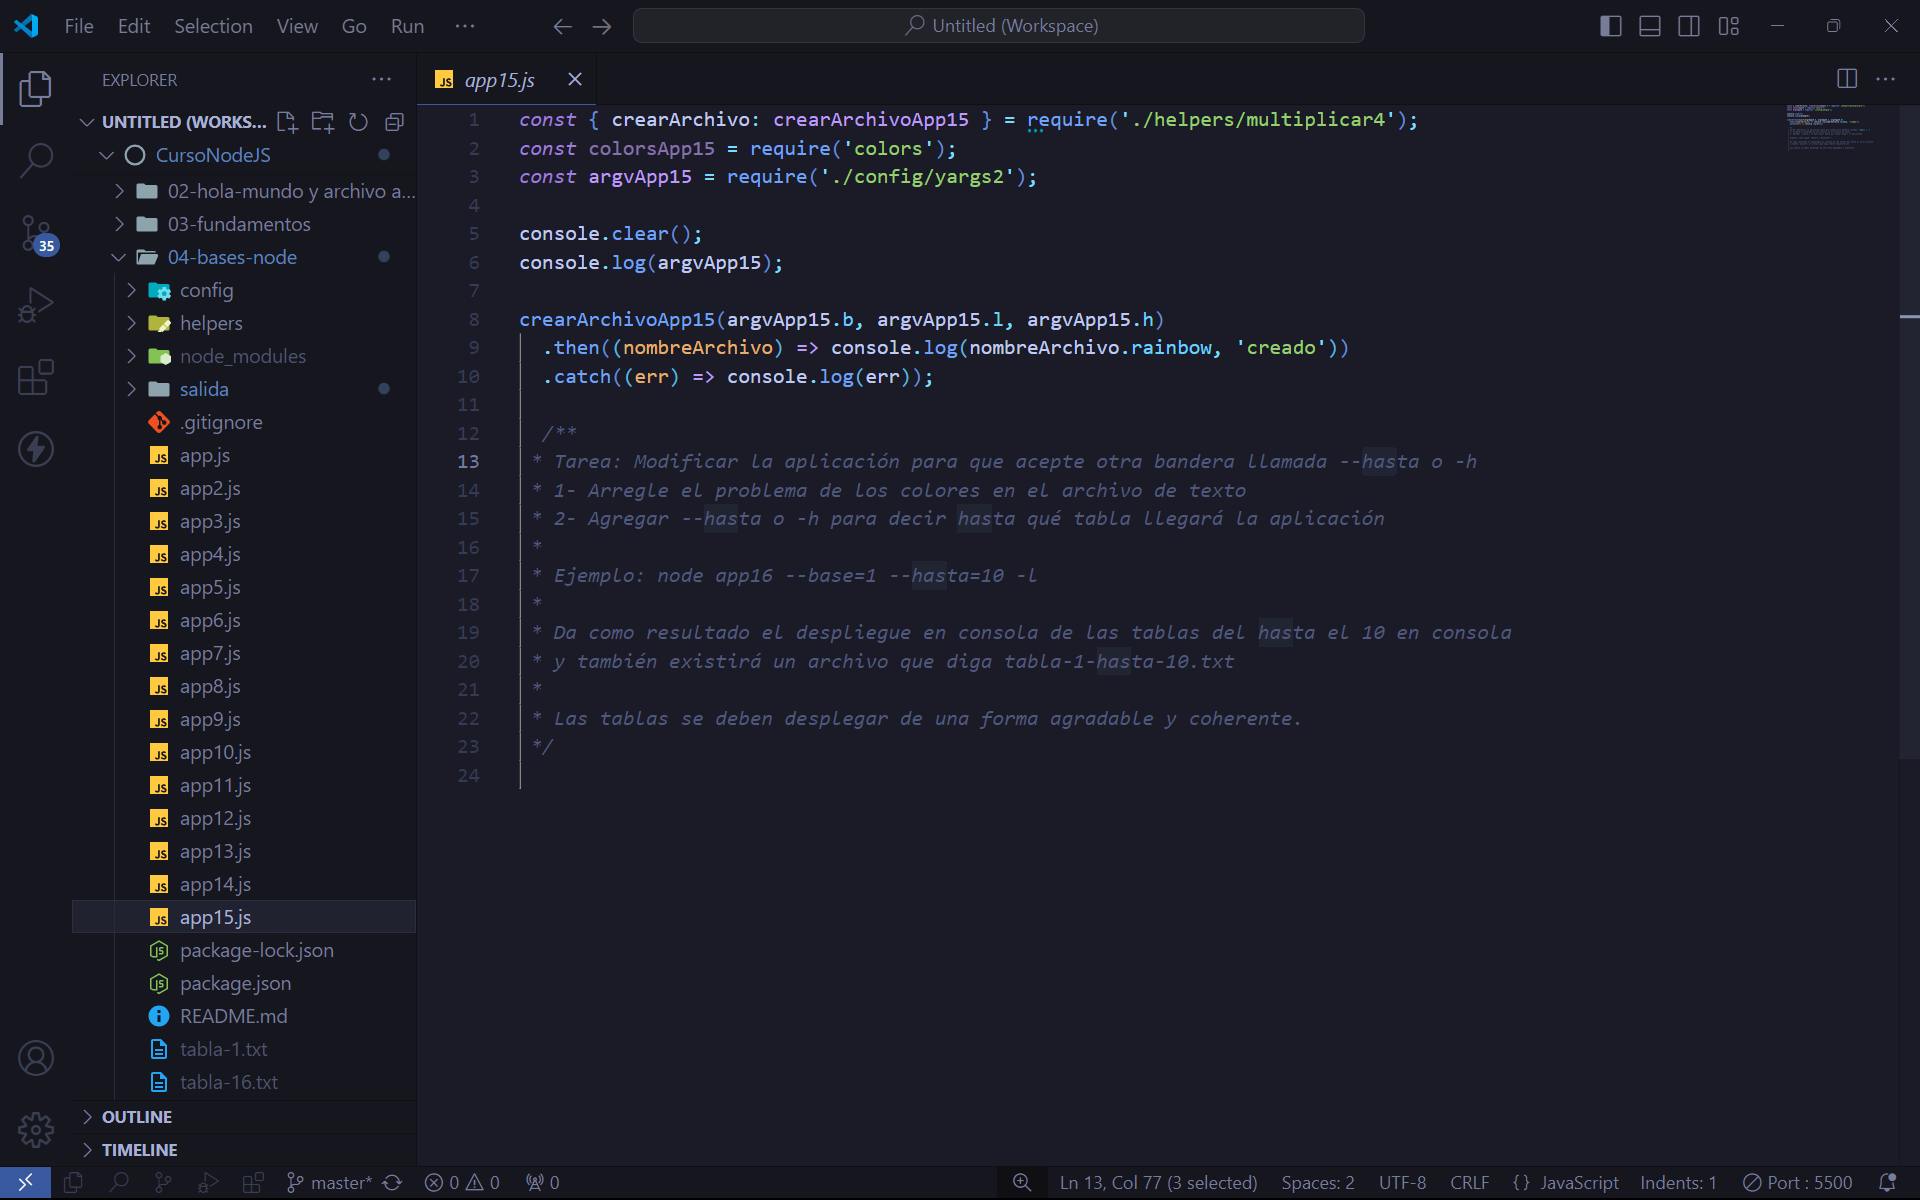 File Edit Selection View Go Run ··· Untitled (Workspace)
EXPLORER
app15.js
UNTITLED (WORKS...
CursoNodeJS
02-hola-mundo y archivo a...
03-fundamentos
04-bases-node
config
helpers
node_modules
salida
.gitignore
app.js
app2.js
app3.js
app4.js
app5.js
app6.js
app7.js
app8.js
app9.js
app10.js
app11.js
app12.js
app13.js
app14.js
app15.js
package-lock.json
package.json
README.md
tabla-1.txt
tabla-16.txt
OUTLINE
TIMELINE
35
1 const { crearArchivo: crearArchivoApp15 } = require('./helpers/multiplicar4');
2 const colorsApp15 = require('colors');
3 const argvApp15 = require('./config/yargs2');
4
5 console.clear();
6 console.log(argvApp15);
7
8 crearArchivoApp15(argvApp15.b, argvApp15.l, argvApp15.h)
9 .then((nombreArchivo) => console.log(nombreArchivo.rainbow, 'creado'))
10 .catch((err) => console.log(err));
11
12 /**
13 * Tarea: Modificar la aplicación para que acepte otra bandera llamada --hasta o -h
14 * 1- Arregle el problema de los colores en el archivo de texto
15 * 2- Agregar --hasta o -h para decir hasta qué tabla llegará la aplicación
16 *
17 * Ejemplo: node app16 --base=1 --hasta=10 -l
18 *
19 * Da como resultado el despliegue en consola de las tablas del hasta el 10 en consola
20 * y también existirá un archivo que diga tabla-1-hasta-10.txt
21 *
22 * Las tablas se deben desplegar de una forma agradable y coherente.
23 */
24
master* 0 0 0 Ln 13, Col 77 (3 selected) Spaces: 2 UTF-8 CRLF {} JavaScript Indents: 1 Port : 5500